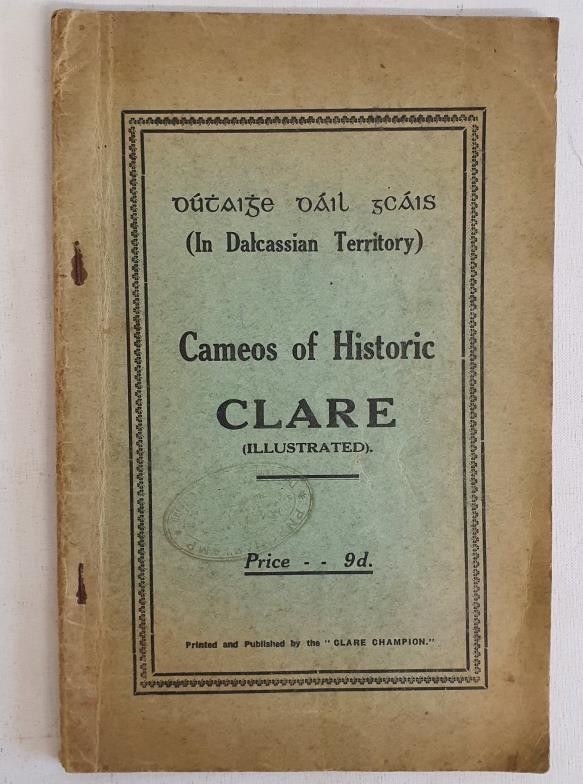 Dúṫaiġe Dáil gCáis
(In Dalcassian Territory)
Cameos of Historic
CLARE
(ILLUSTRATED).
Price - - 9d.
Printed and Published by the "CLARE CHAMPION."